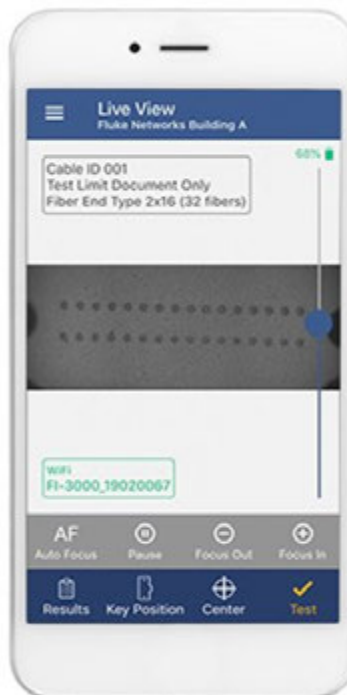 Live View
Fluke Networks Building A
68%
Cable ID 001
Test Limit Document Only
Fiber End Type 2x16 (32 fibers)
WiFi
FI-3000_19020067
AF
Auto Focus
Pause
Focus Out
Focus In
Results
Key Position
Center
Test